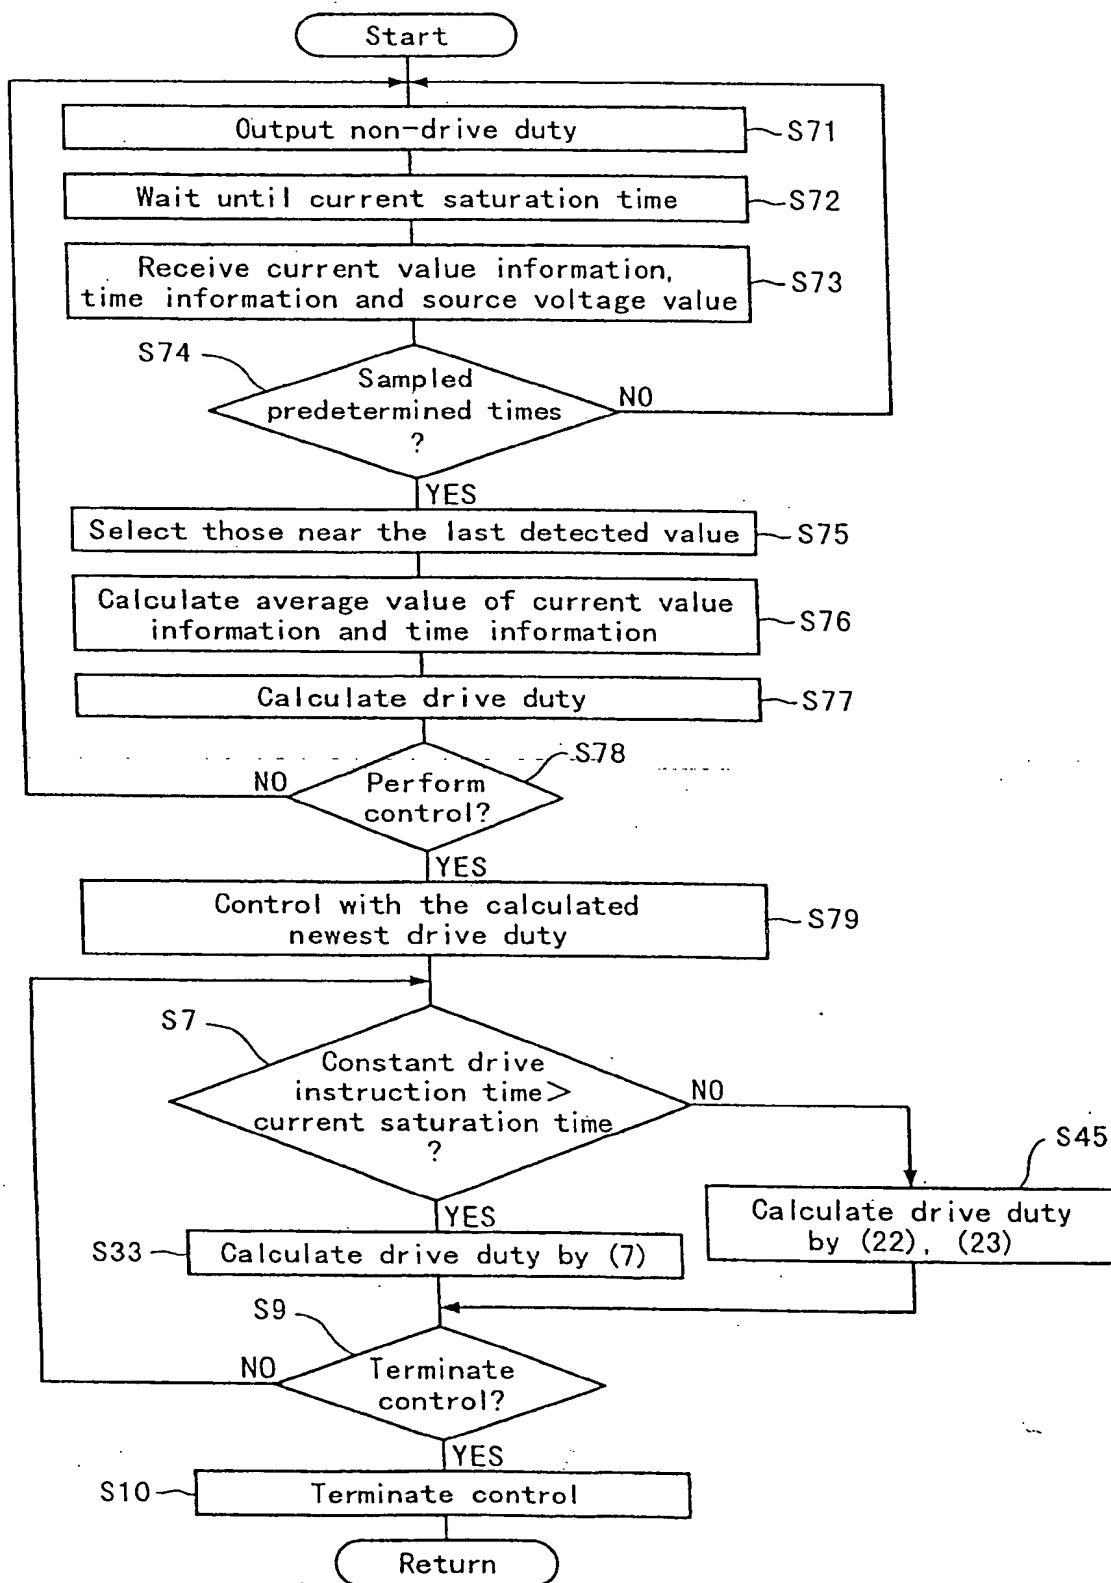 Start
Output non-drive duty
S71
Wait until current saturation time
S72
Receive current value information,
time information and source voltage value
S73
S74
Sampled
predetermined times
?
NO
YES
Select those near the last detected value
S75
Calculate average value of current value
information and time information
S76
Calculate drive duty
S77
S78
NO
Perform
control?
YES
Control with the calculated
newest drive duty
S79
S7
Constant drive
instruction time>
current saturation time
?
NO
S45
YES
Calculate drive duty
by (22), (23)
S33
Calculate drive duty by (7)
S9
NO
Terminate
control?
YES
S10
Terminate control
Return